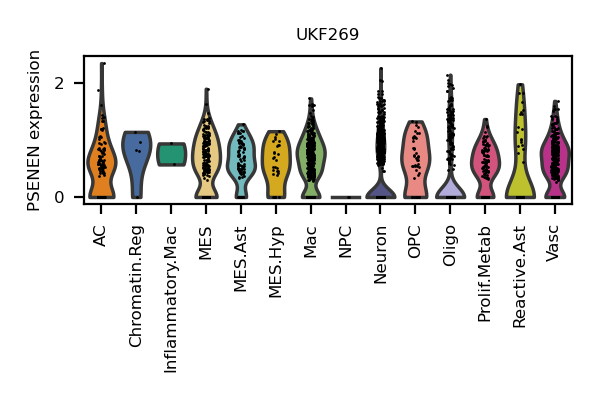 UKF269
PSENEN expression
2
0
AC
Chromatin.Reg
Inflammatory.Mac
MES
MES.Ast
MES.Hyp
Mac
NPC
Neuron
OPC
Oligo
Prolif.Metab
Reactive.Ast
Vasc